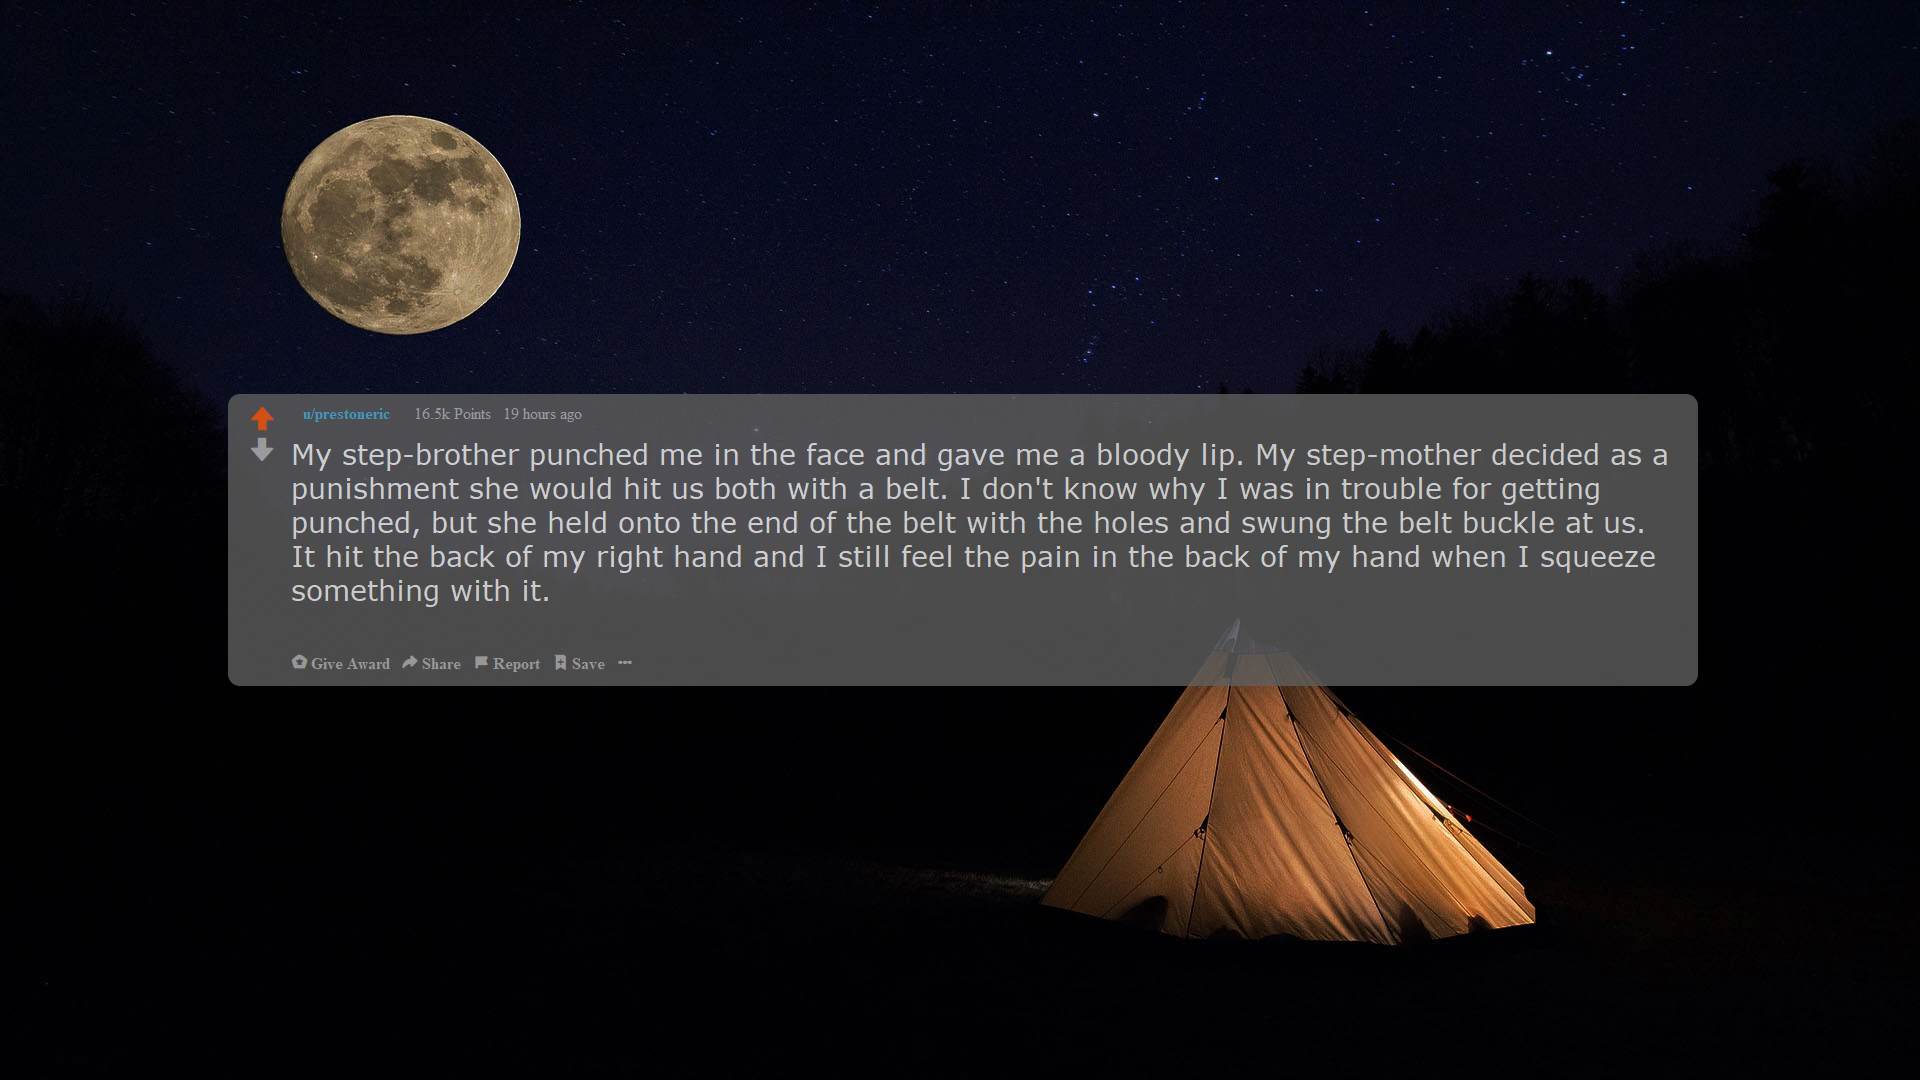 u/prestoneric 16.5k Points 19 hours ago
My step-brother punched me in the face and gave me a bloody lip. My step-mother decided as a
punishment she would hit us both with a belt. I don't know why I was in trouble for getting
punched, but she held onto the end of the belt with the holes and swung the belt buckle at us.
It hit the back of my right hand and I still feel the pain in the back of my hand when I squeeze
something with it.
Give Award Share Report Save ···